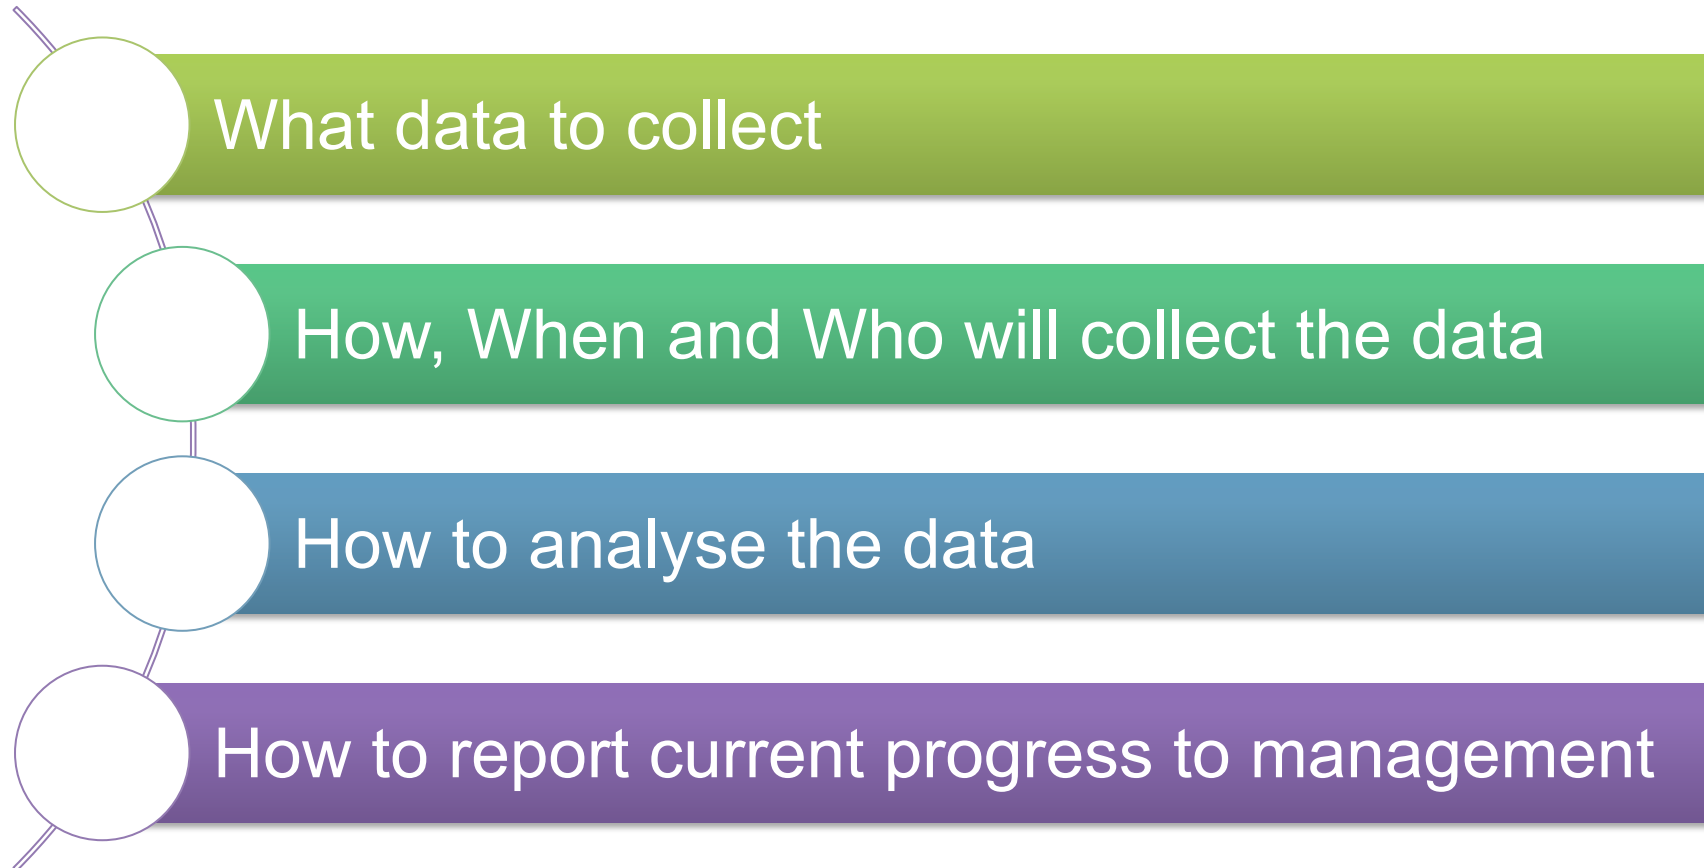 What data to collect
How, When and Who will collect the data
How to analyse the data
How to report current progress to management